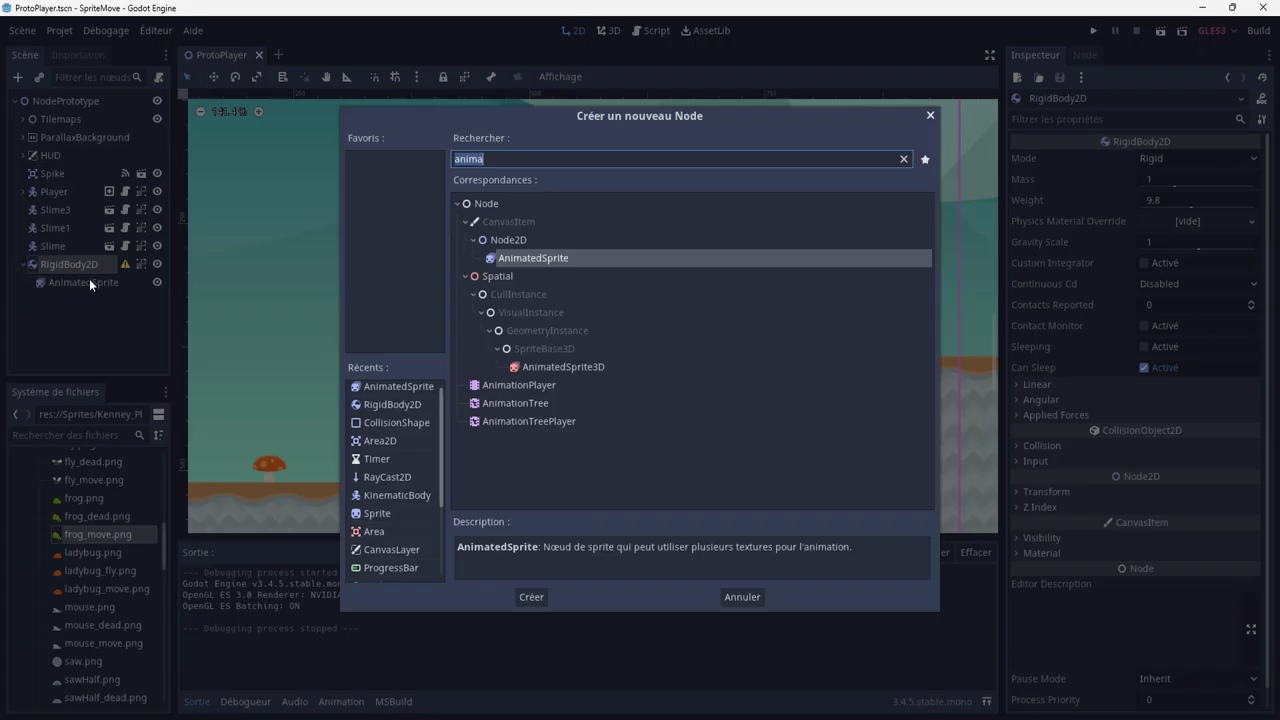 ProtoPlayer.tscn - SpriteMove - Godot Engine
Scène Projet Débogage Éditeur Aide
2D 3D Script AssetLib
GLES3 Build
Scène Importation
Filtrer les nœuds
NodePrototype
Tilemaps
ParallaxBackground
HUD
Spike
Player
Slime3
Slime1
Slime
RigidBody2D
AnimatedSprite
Système de fichiers
res://Sprites/Kenney_Pl
Rechercher des fichiers
fly_dead.png
fly_move.png
frog.png
frog_dead.png
frog_move.png
ladybug.png
ladybug_fly.png
ladybug_move.png
mouse.png
mouse_dead.png
mouse_move.png
saw.png
sawHalf.png
sawHalf_dead.png
ProtoPlayer
Affichage
250 500 750
141.4 %
Créer un nouveau Node
Favoris :
Récents :
AnimatedSprite
RigidBody2D
CollisionShape
Area2D
Timer
RayCast2D
KinematicBody
Sprite
Area
CanvasLayer
ProgressBar
Rechercher :
anima
Correspondances :
Node
CanvasItem
Node2D
AnimatedSprite
Spatial
CullInstance
VisualInstance
GeometryInstance
SpriteBase3D
AnimatedSprite3D
AnimationPlayer
AnimationTree
AnimationTreePlayer
Description :
AnimatedSprite: Nœud de sprite qui peut utiliser plusieurs textures pour l'animation.
Créer Annuler
Sortie :
Effacer
--- Debugging process started
Godot Engine v3.4.5.stable.mono
OpenGL ES 3.0 Renderer: NVIDIA
OpenGL ES Batching: ON
--- Debugging process stopped ---
Sortie Débogueur Audio Animation MSBuild
3.4.5.stable.mono
Inspecteur Node
RigidBody2D
Filtrer les propriétés
RigidBody2D
Mode Rigid
Mass 1
Weight 9.8
Physics Material Override [vide]
Gravity Scale 1
Custom Integrator Activé
Continuous Cd Disabled
Contacts Reported 0
Contact Monitor Activé
Sleeping Activé
Can Sleep Activé
Linear
Angular
Applied Forces
CollisionObject2D
Collision
Input
Node2D
Transform
Z Index
CanvasItem
Visibility
Material
Node
Editor Description
Pause Mode Inherit
Process Priority 0